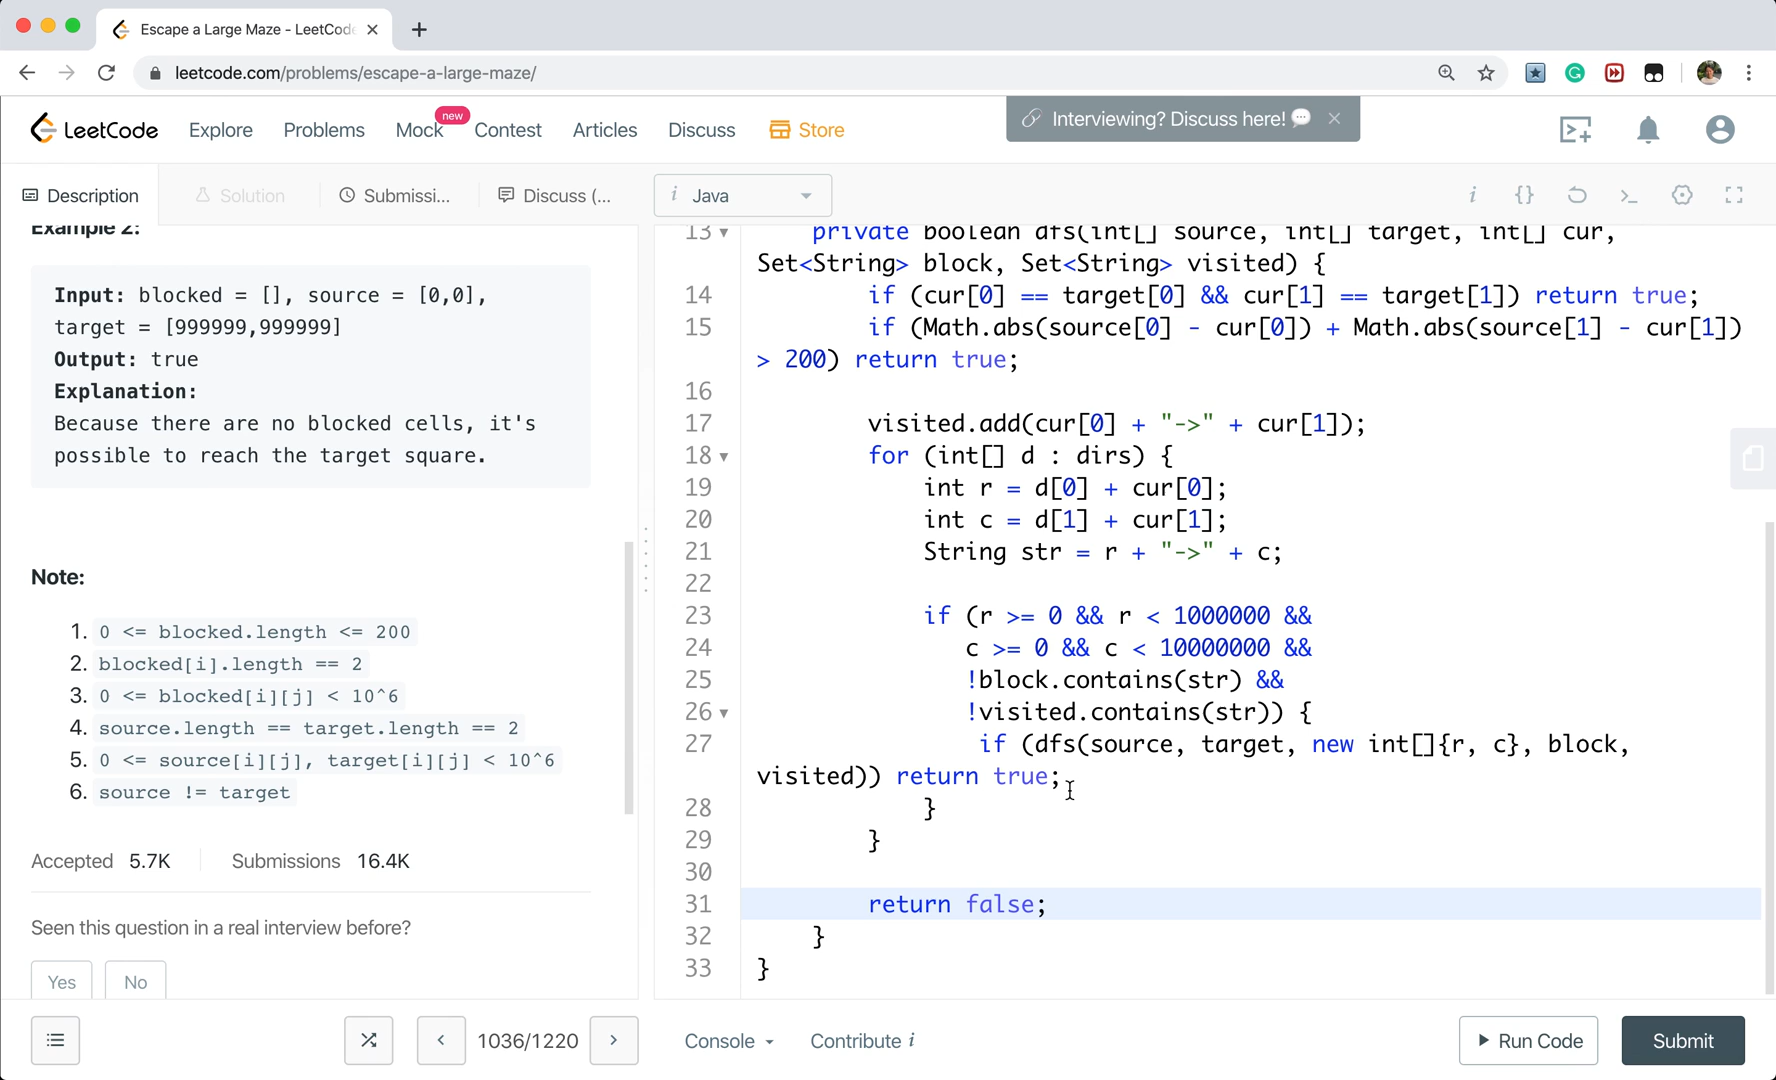 Escape a Large Maze - LeetCode
leetcode.com/problems/escape-a-large-maze/
LeetCode
Explore
Problems
Mock
new
Contest
Articles
Discuss
Store
Interviewing? Discuss here! 💬
Description
Solution
Submissi...
Discuss (...
i Java
Example 2:
Input: blocked = [], source = [0,0],
target = [999999,999999]
Output: true
Explanation:
Because there are no blocked cells, it's
possible to reach the target square.
Note:
1. 0 <= blocked.length <= 200
2. blocked[i].length == 2
3. 0 <= blocked[i][j] < 10^6
4. source.length == target.length == 2
5. 0 <= source[i][j], target[i][j] < 10^6
6. source != target
Accepted 5.7K
Submissions 16.4K
Seen this question in a real interview before?
Yes
No
13 private boolean dfs(int[] source, int[] target, int[] cur,
Set<String> block, Set<String> visited) {
14 if (cur[0] == target[0] && cur[1] == target[1]) return true;
15 if (Math.abs(source[0] - cur[0]) + Math.abs(source[1] - cur[1])
> 200) return true;
16
17 visited.add(cur[0] + "->" + cur[1]);
18 for (int[] d : dirs) {
19 int r = d[0] + cur[0];
20 int c = d[1] + cur[1];
21 String str = r + "->" + c;
22
23 if (r >= 0 && r < 1000000 &&
24 c >= 0 && c < 10000000 &&
25 !block.contains(str) &&
26 !visited.contains(str)) {
27 if (dfs(source, target, new int[]{r, c}, block,
visited)) return true;
28 }
29 }
30
31 return false;
32 }
33 }
1036/1220
Console
Contribute i
Run Code
Submit